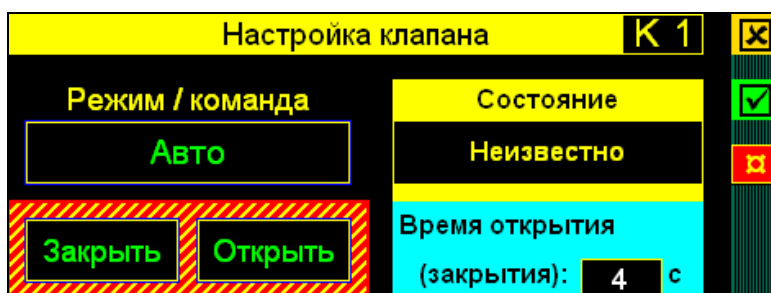 Настройка клапана К 1
Режим / команда
Авто
Закрыть Открыть
Состояние
Неизвестно
Время открытия
(закрытия): 4 с